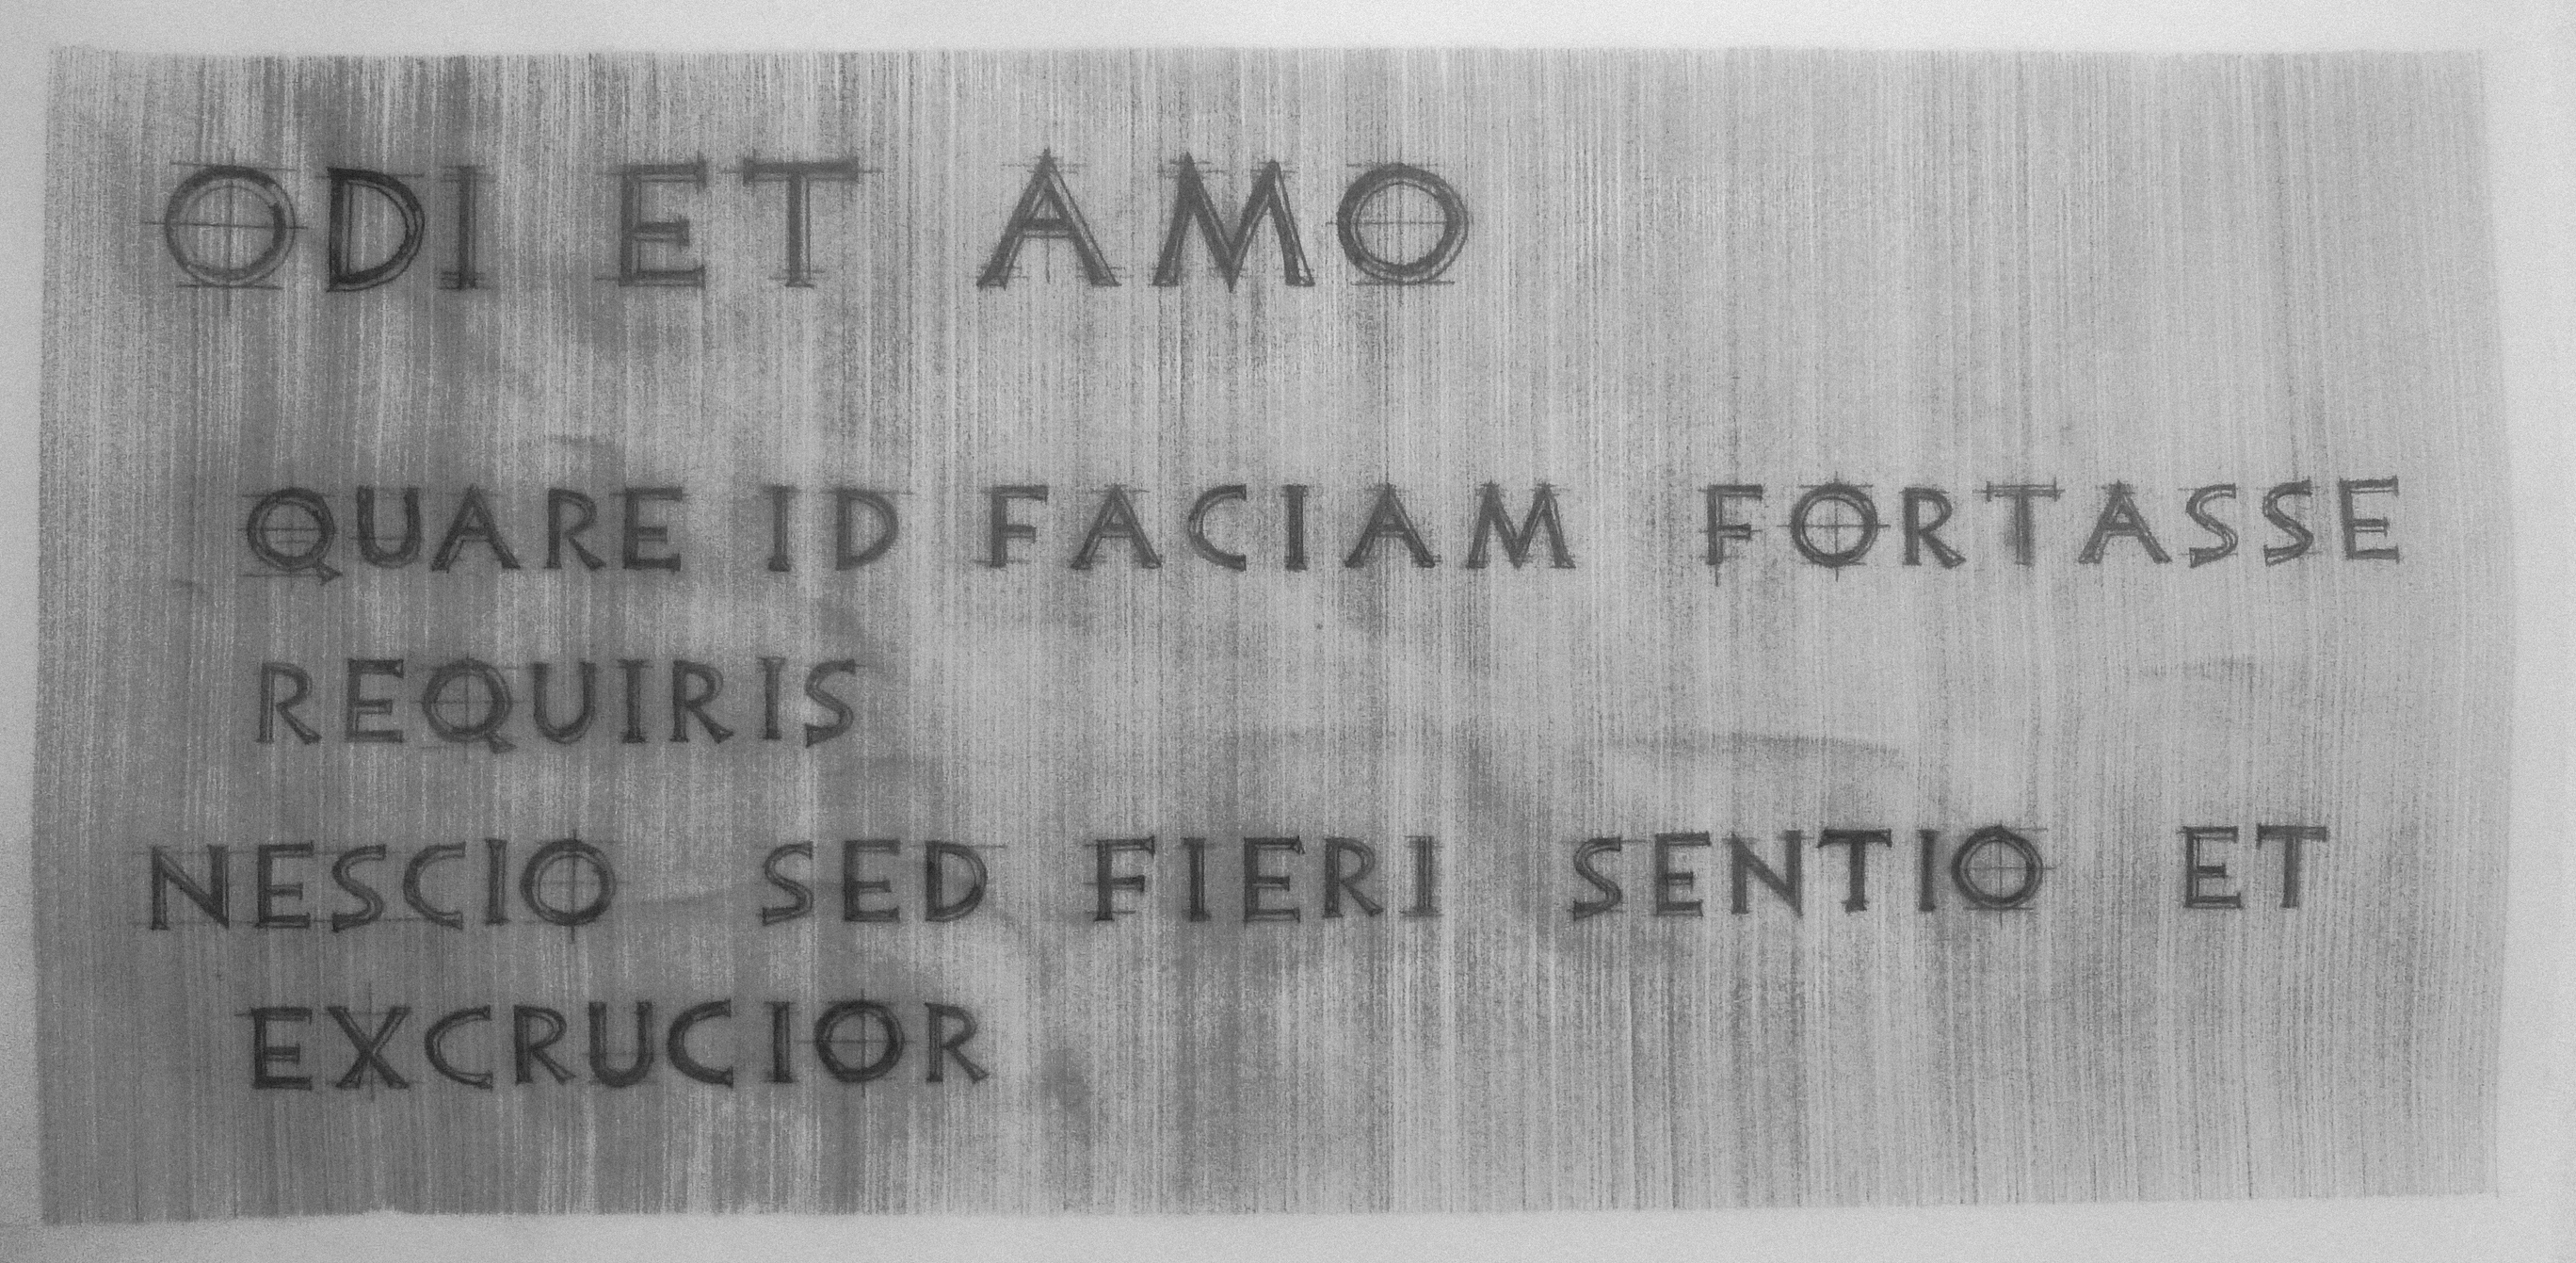 ODI ET AMO
QUARE ID FACIAM FORTASSE
REQUIRIS
NESCIO SED FIERI SENTIO ET
EXCRUCIOR